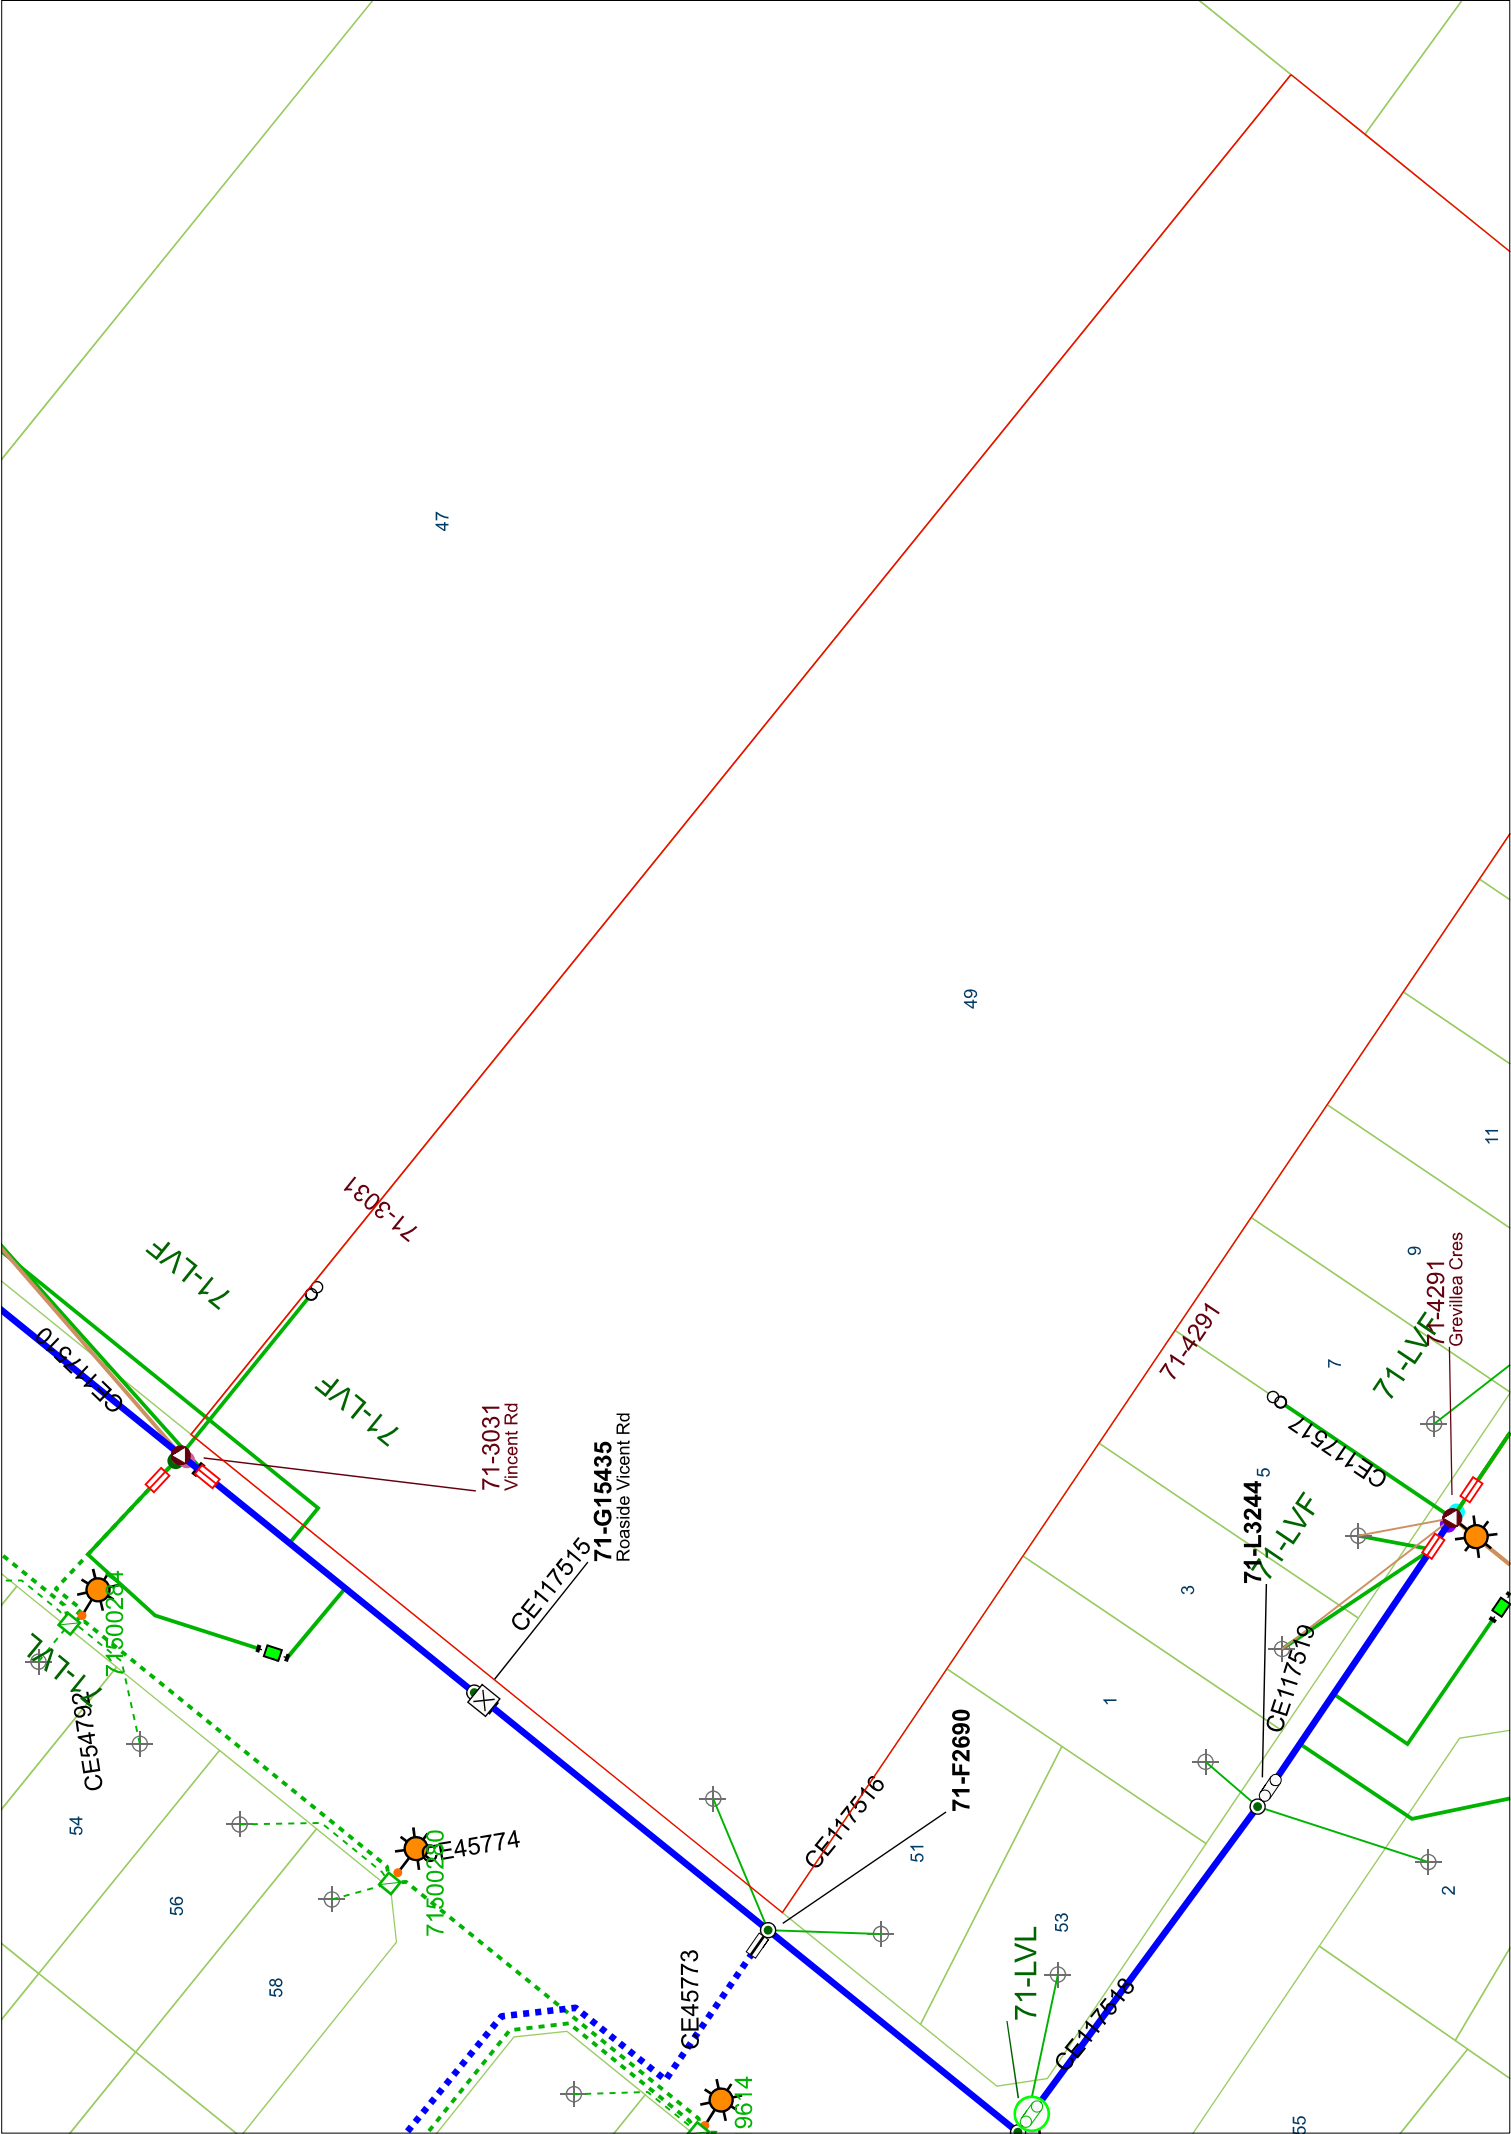 47
49
11
71-3031
71-LVF
9
71-4291
Grevillea Cres
71-4291
CE117510
71-LVF
71-LVF
7
71-3031
Vincent Rd
71-G15435
Roaside Vicent Rd
CE117517
5
71-L3244
71-LVF
CE117515
71500284
3
71-LVL
CE54792
CE117519
1
71-F2690
CE117516
54
CE45774
71500280
51
2
56
53
58
71-LVL
CE45773
CE117518
9614
55